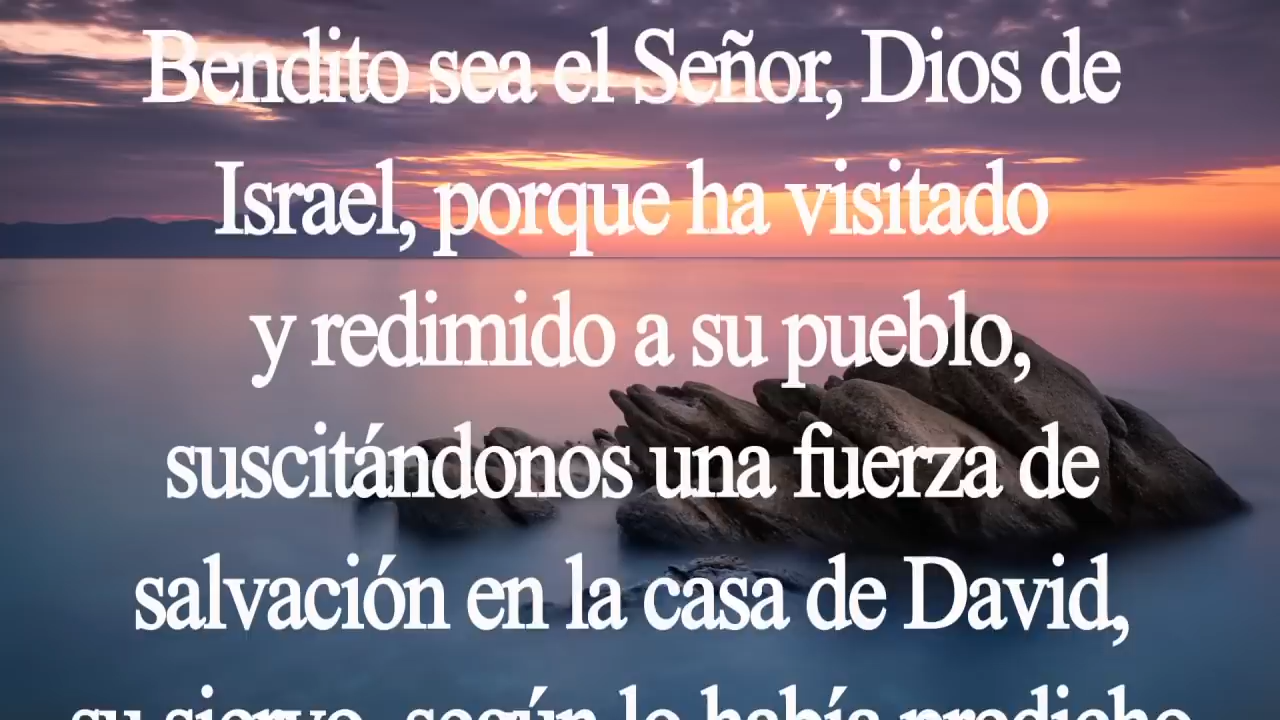 Bendito sea el Señor, Dios de
Israel, porque ha visitado
y redimido a su pueblo,
suscitándonos una fuerza de
salvación en la casa de David,
su siervo, según lo había predicho